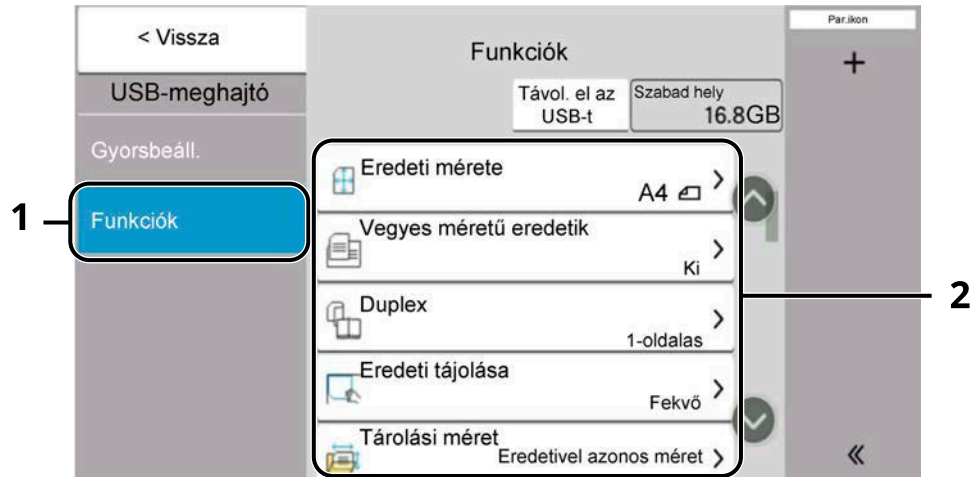 < Vissza
USB-meghajtó
Gyorsbeáll.
1
Funkciók
Funkciók
Távol. el az
USB-t
Szabad hely
16.8GB
Eredeti mérete
A4
Vegyes méretű eredetik
Ki
Duplex
1-oldalas
Eredeti tájolása
Fekvő
Tárolási méret
Eredetivel azonos méret
2
Par.ikon
+